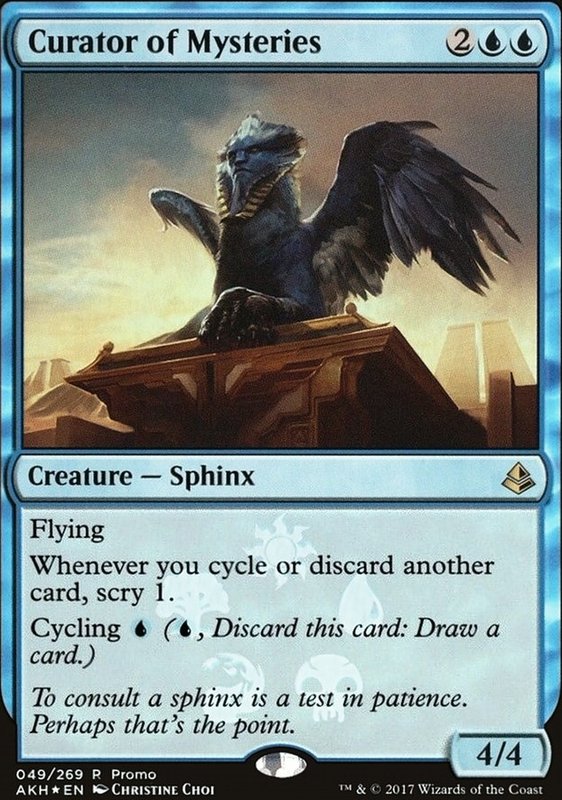 Curator of Mysteries 2
Creature — Sphinx
Flying
Whenever you cycle or discard another
card, scry 1.
Cycling (, Discard this card: Draw a
card.)
To consult a sphinx is a test in patience.
Perhaps that's the point.
4/4
049/269 R Promo
AKH★EN Christine Choi
™ & © 2017 Wizards of the Coast